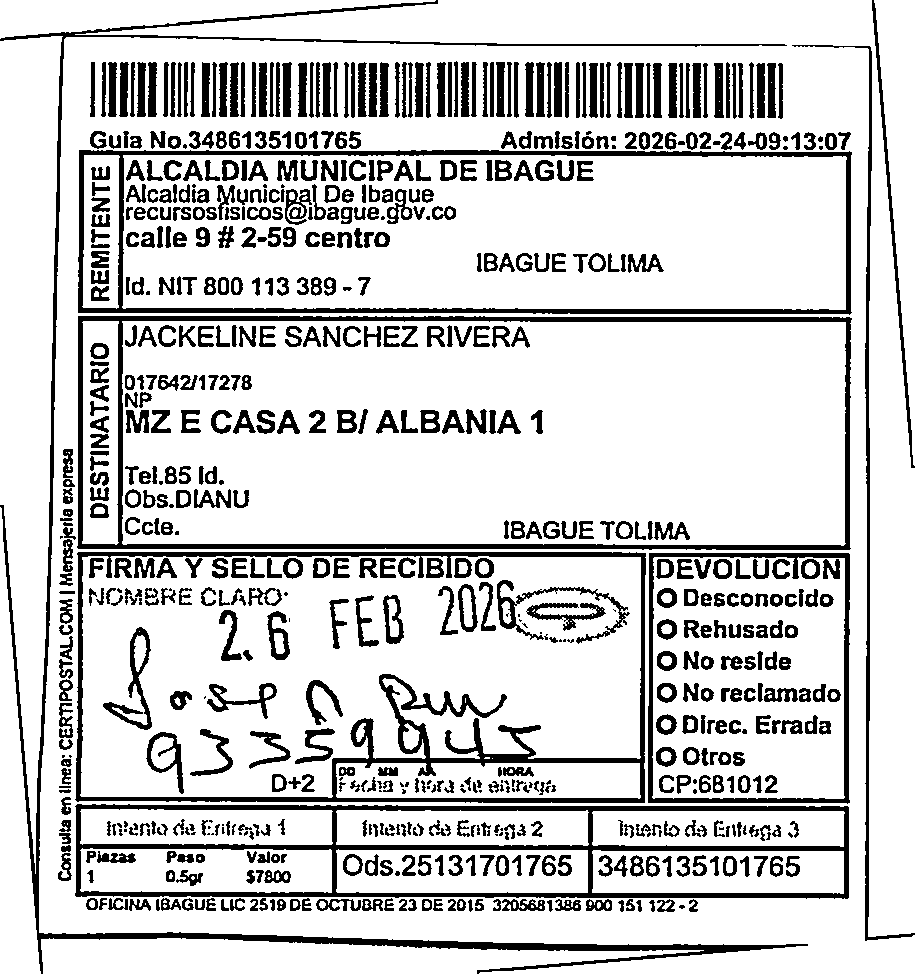 Guia No.3486135101765 Admisión: 2026-02-24-09:13:07
REMITENTE
ALCALDIA MUNICIPAL DE IBAGUE
Alcaldia Municipal De Ibague
recursosfisicos@ibague.gov.co
calle 9 # 2-59 centro
IBAGUE TOLIMA
Id. NIT 800 113 389 - 7
DESTINATARIO
JACKELINE SANCHEZ RIVERA
017642/17278
NP
MZ E CASA 2 B/ ALBANIA 1
Tel.85 Id.
Obs.DIANU
Ccte.
IBAGUE TOLIMA
Consulta en línea: CERTIPOSTAL.COM | Mensajería expresa
FIRMA Y SELLO DE RECIBIDO
NOMBRE CLARO:
2.6 FEB 2026
93359945
D+2
DD MM AA HORA
Fecha y hora de entrega
DEVOLUCION
Desconocido
Rehusado
No reside
No reclamado
Direc. Errada
Otros
CP:681012
Intento de Entrega 1 Intento de Entrega 2 Intento de Entrega 3
Plazas Peso Valor
1 0.5gr $7800
Ods.25131701765 3486135101765
OFICINA IBAGUE LIC 2519 DE OCTUBRE 23 DE 2015 3205681386 900 151 122 - 2